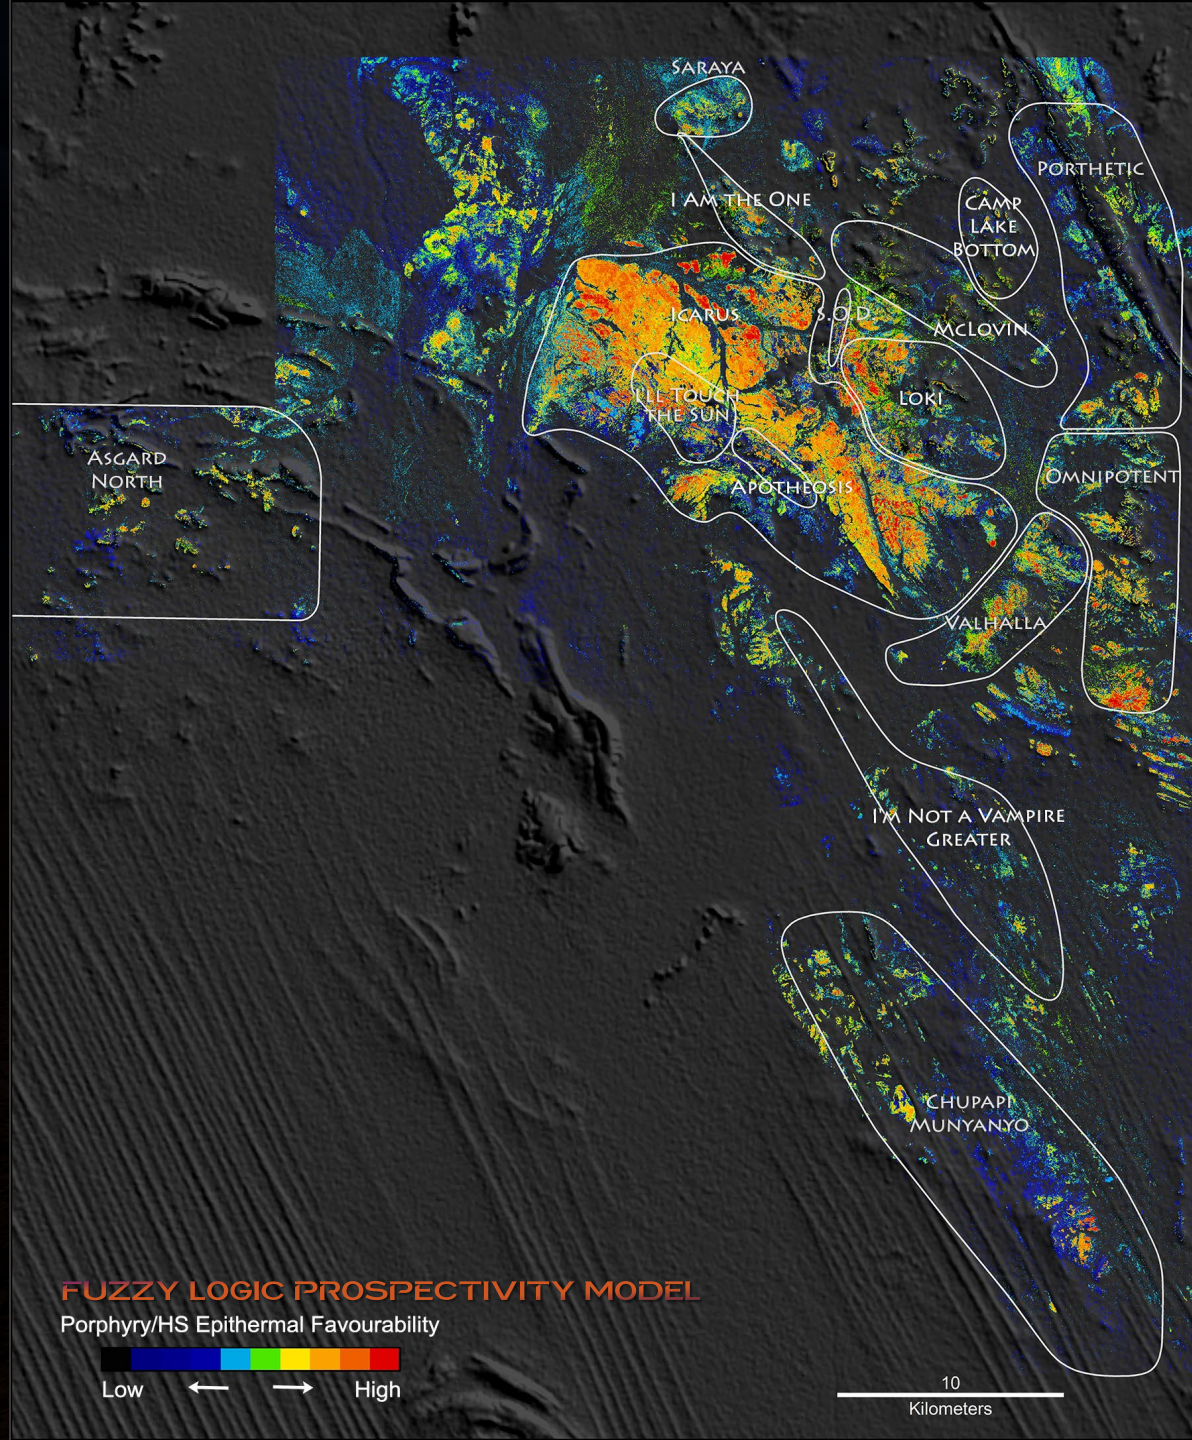 SARAYA
PORTHETIC
I AM THE ONE
CAMP
LAKE
BOTTOM
ICARUS
S.O.D.
MCLOVIN
I'LL TOUCH
THE SUN
LOKI
ASGARD
NORTH
APOTHEOSIS
OMNIPOTENT
VALHALLA
I'M NOT A VAMPIRE
GREATER
CHUPAPI
MUNYANYO
FUZZY LOGIC PROSPECTIVITY MODEL
Porphyry/HS Epithermal Favourability
Low High
10
Kilometers